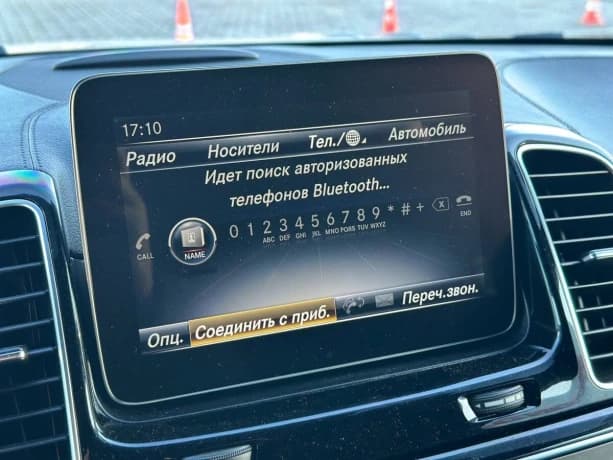 17:10
Радио Носители Тел./ Автомобиль
Идет поиск авторизованных
телефонов Bluetooth...
0 1 2 3 4 5 6 7 8 9 * # +
ABC DEF GHI JKL MNO PQRS TUV WXYZ
CALL NAME END
Опц. Соединить с приб. Переч.звон.